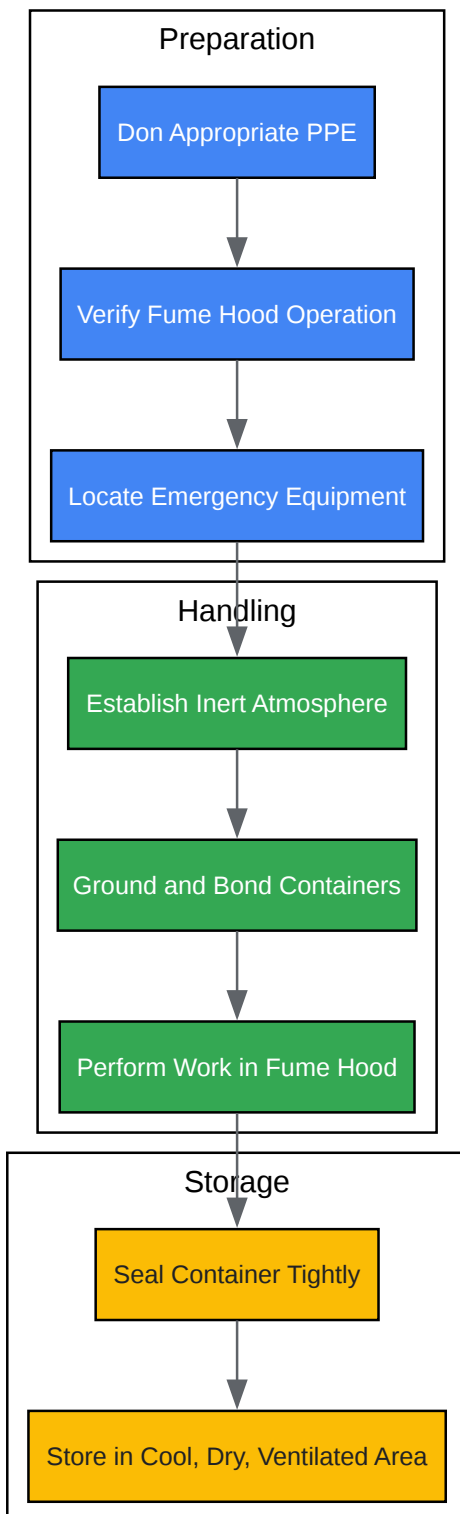 Preparation
Don Appropriate PPE
Verify Fume Hood Operation
Locate Emergency Equipment
Handling
Establish Inert Atmosphere
Ground and Bond Containers
Perform Work in Fume Hood
Storage
Seal Container Tightly
Store in Cool, Dry, Ventilated Area